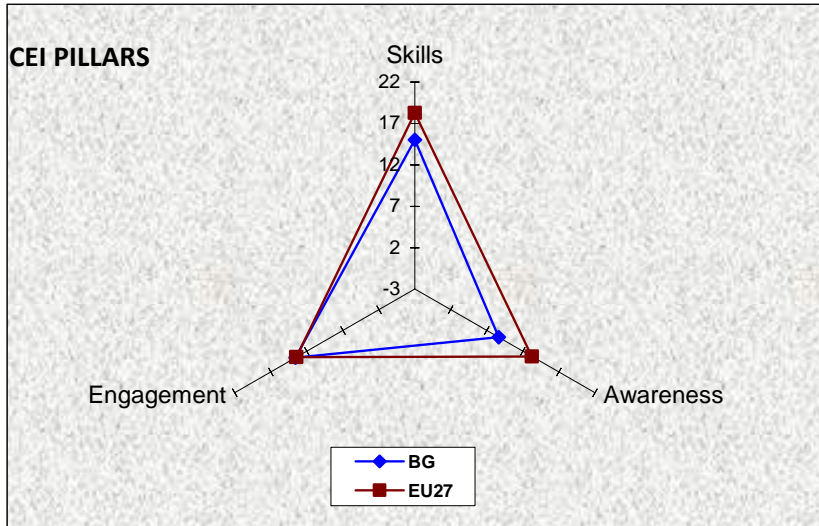 CEI PILLARS
Skills
22
17
12
7
2
-3
Engagement
Awareness
BG
EU27